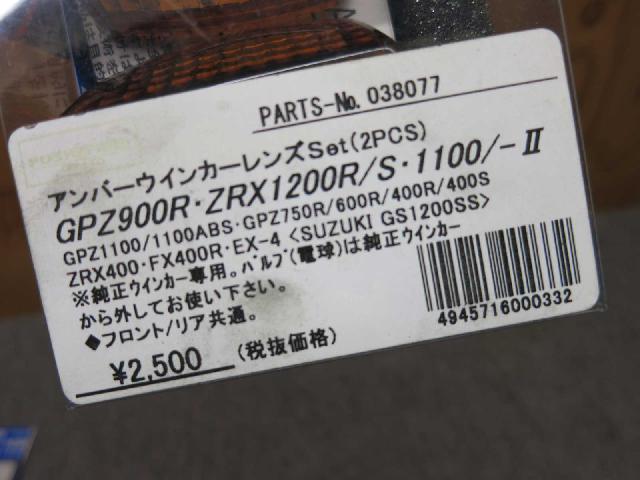 PARTS-No. 038077
アンバーウインカーレンズSet(2PCS)
GPZ900R・ZRX1200R/S・1100/-Ⅱ
GPZ1100/1100ABS・GPZ750R/600R/400R/400S
ZRX400・FX400R・EX-4 <SUZUKI GS1200SS>
※純正ウインカー専用。バルブ(電球)は純正ウインカー
から外してお使い下さい。
◆フロント/リア共通。
¥2,500 (税抜価格)
4945716000332